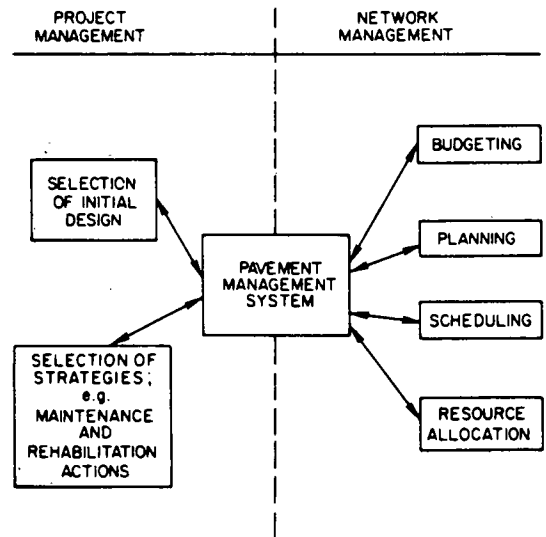 PROJECT
MANAGEMENT
NETWORK
MANAGEMENT
SELECTION
OF INITIAL
DESIGN
SELECTION OF
STRATEGIES;
e.g.
MAINTENANCE
AND
REHABILITATION
ACTIONS
PAVEMENT
MANAGEMENT
SYSTEM
BUDGETING
PLANNING
SCHEDULING
RESOURCE
ALLOCATION